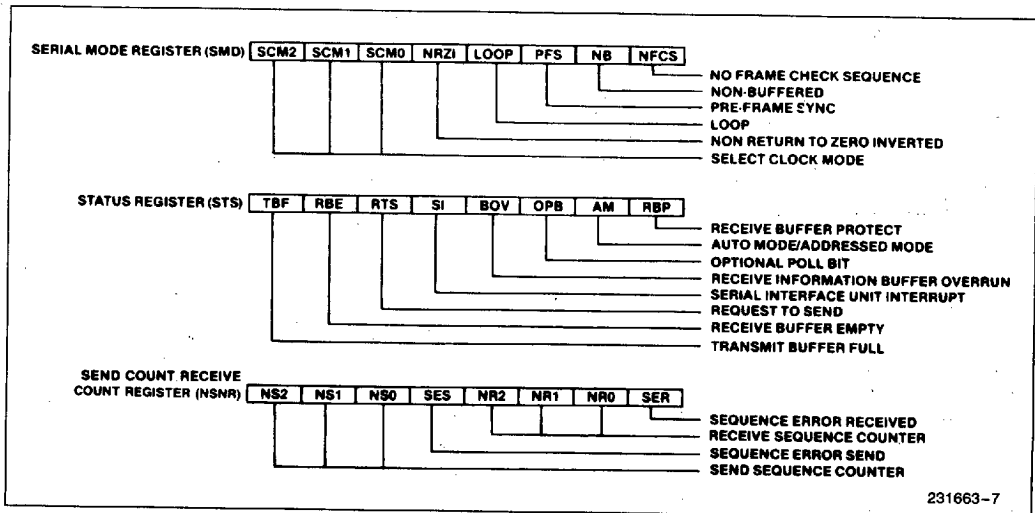 SERIAL MODE REGISTER (SMD) SCM2 SCM1 SCM0 NRZI LOOP PFS NB NFCS
NO FRAME CHECK SEQUENCE
NON-BUFFERED
PRE-FRAME SYNC
LOOP
NON RETURN TO ZERO INVERTED
SELECT CLOCK MODE
STATUS REGISTER (STS) TBF RBE RTS SI BOV OPB AM RBP
RECEIVE BUFFER PROTECT
AUTO MODE/ADDRESSED MODE
OPTIONAL POLL BIT
RECEIVE INFORMATION BUFFER OVERRUN
SERIAL INTERFACE UNIT INTERRUPT
REQUEST TO SEND
RECEIVE BUFFER EMPTY
TRANSMIT BUFFER FULL
SEND COUNT RECEIVE
COUNT REGISTER (NSNR) NS2 NS1 NS0 SES NR2 NR1 NR0 SER
SEQUENCE ERROR RECEIVED
RECEIVE SEQUENCE COUNTER
SEQUENCE ERROR SEND
SEND SEQUENCE COUNTER
231663-7